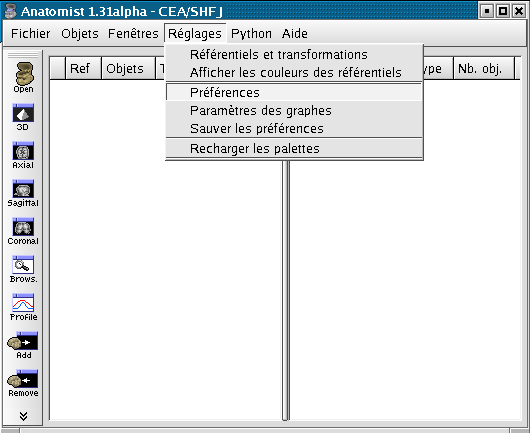 Anatomist 1.31alpha - CEA/SHFJ
Fichier Objets Fenêtres Réglages Python Aide
Référentiels et transformations
Afficher les couleurs des référentiels
Préférences
Paramètres des graphes
Sauver les préférences
Recharger les palettes
Ref Objets T ype Nb. obj.
Open
3D
Axial
Sagittal
Coronal
Brows.
Profile
Add
Remove